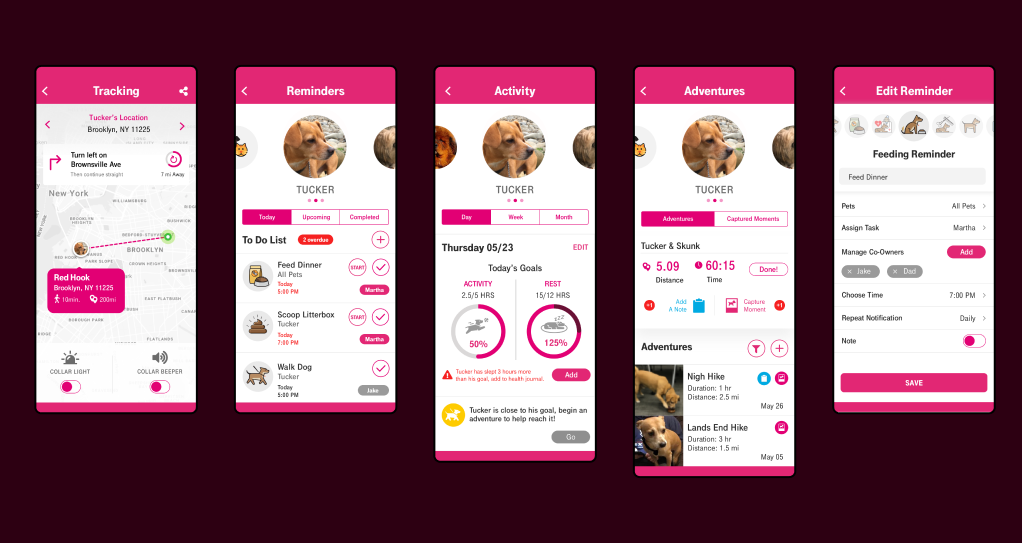 Tracking
Tucker's Location
Brooklyn, NY 11225
Turn left on
Brownsville Ave
Then continue straight
7 mi Away
New York
WILLIAMSBURG
BROOKLYN
HEIGHTS
BUSHWICK
BEDFORD-STUYVESANT
RED HOOK
GOWANUS
PARK SLOPE
BROOKLYN
CROWN HEIGHTS
Red Hook
Brooklyn, NY 11225
10min.
200mi
EAST FLATBUSH
BOROUGH PARK
FLATLANDS
COLLAR LIGHT
COLLAR BEEPER
Reminders
TUCKER
Today
Upcoming
Completed
To Do List
2 overdue
Feed Dinner
All Pets
Today
5:00 PM
START
Martha
Scoop Litterbox
Tucker
Today
7:00 PM
START
Martha
Walk Dog
Tucker
Today
5:00 PM
Jake
Activity
TUCKER
Day
Week
Month
Thursday 05/23
EDIT
Today's Goals
ACTIVITY
2.5/5 HRS
50%
REST
15/12 HRS
125%
Tucker has slept 3 hours more
than his goal, add to health journal.
Add
Tucker is close to his goal, begin an
adventure to help reach it!
Go
Adventures
TUCKER
Adventures
Captured Moments
Tucker & Skunk
5.09
Distance
60:15
Time
Done!
+1
Add
A Note
Capture
Moment
+1
Adventures
Nigh Hike
Duration: 1 hr
Distance: 2.5 mi
May 26
Lands End Hike
Duration: 3 hr
Distance: 1.5 mi
May 05
Edit Reminder
Feeding Reminder
Feed Dinner
Pets
All Pets
Assign Task
Martha
Manage Co-Owners
Add
× Jake
× Dad
Choose Time
7:00 PM
Repeat Notification
Daily
Note
SAVE